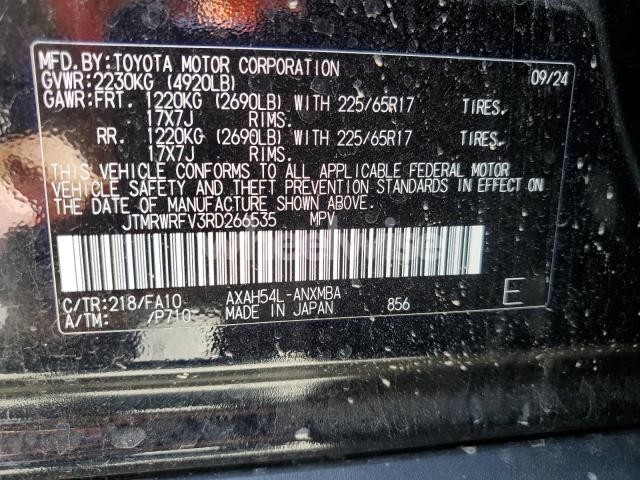 MFD.BY:TOYOTA MOTOR CORPORATION 09/24
GVWR:2230KG (4920LB)
GAWR:FRT. 1220KG (2690LB) WITH 225/65R17 TIRES.
17X7J RIMS.
RR. 1220KG (2690LB) WITH 225/65R17 TIRES.
17X7J RIMS.
THIS VEHICLE CONFORMS TO ALL APPLICABLE FEDERAL MOTOR
VEHICLE SAFETY AND THEFT PREVENTION STANDARDS IN EFFECT ON
THE DATE OF MANUFACTURE SHOWN ABOVE.
JTMRWRFV3RD266535 MPV
C/TR:218/FA10 AXAH54L-ANXMBA 856 E
A/TM: /P710 MADE IN JAPAN